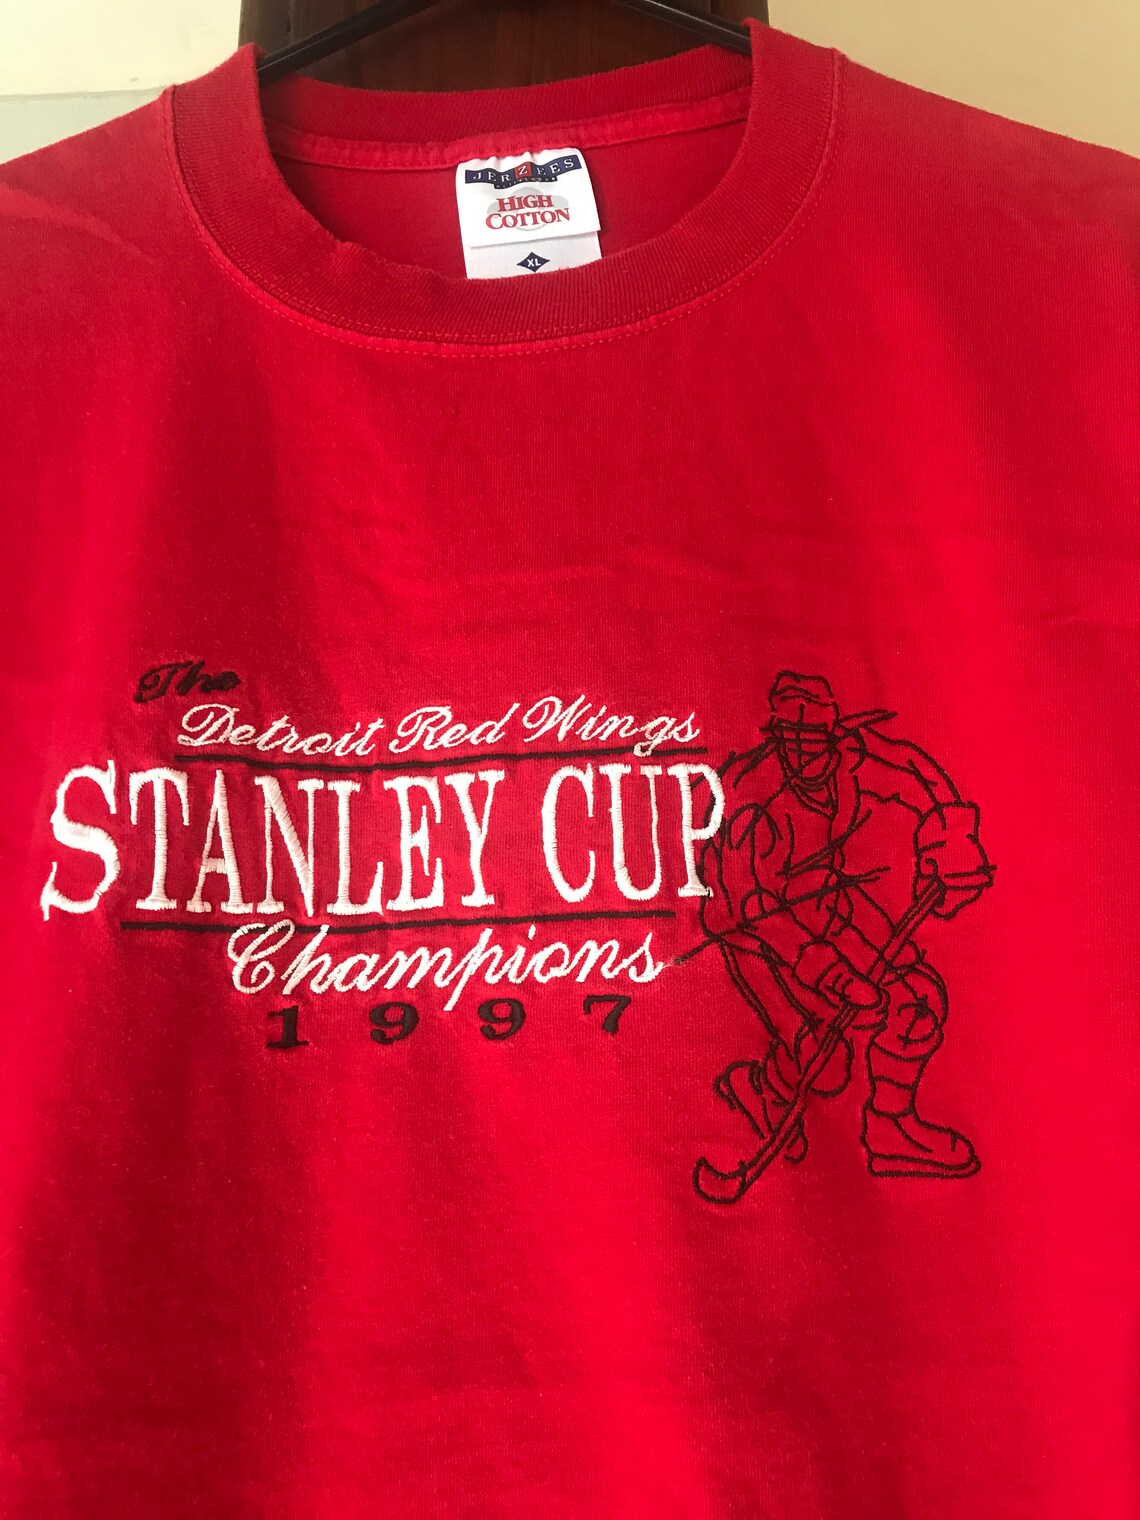 JERZEES
HIGH
COTTON
XL
The
Detroit Red Wings
STANLEY CUP
Champions
1997